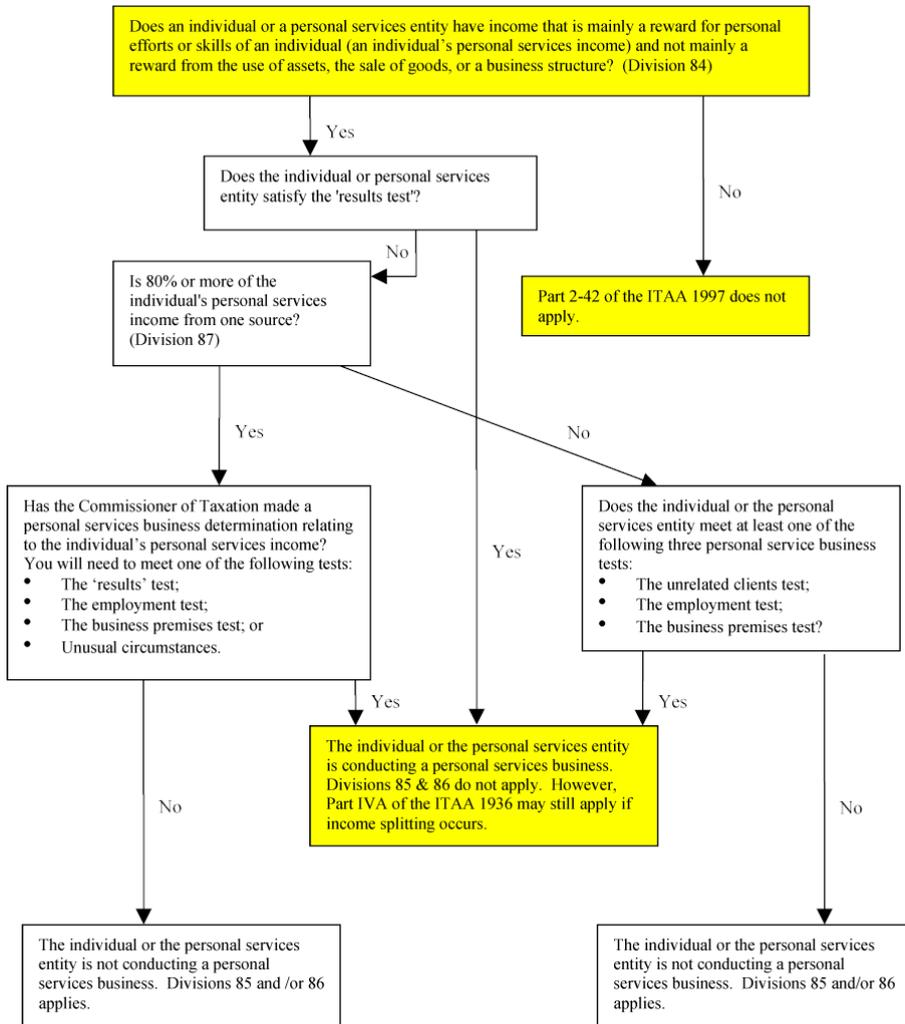 Does an individual or a personal services entity have income that is mainly a reward for personal
efforts or skills of an individual (an individual's personal services income) and not mainly a
reward from the use of assets, the sale of goods, or a business structure? (Division 84)
Yes
No
Does the individual or personal services
entity satisfy the 'results test'?
No
Is 80% or more of the
individual's personal services
income from one source?
(Division 87)
Part 2-42 of the ITAA 1997 does not
apply.
Yes
No
Has the Commissioner of Taxation made a
personal services business determination relating
to the individual's personal services income?
You will need to meet one of the following tests:
• The 'results' test;
• The employment test;
• The business premises test; or
• Unusual circumstances.
Yes
Does the individual or the personal
services entity meet at least one of the
following three personal service business
tests:
• The unrelated clients test;
• The employment test;
• The business premises test?
Yes
Yes
The individual or the personal services entity
is conducting a personal services business.
Divisions 85 & 86 do not apply. However,
Part IVA of the ITAA 1936 may still apply if
income splitting occurs.
No
No
The individual or the personal services
entity is not conducting a personal
services business. Divisions 85 and /or 86
applies.
The individual or the personal services
entity is not conducting a personal
services business. Divisions 85 and/or 86
applies.